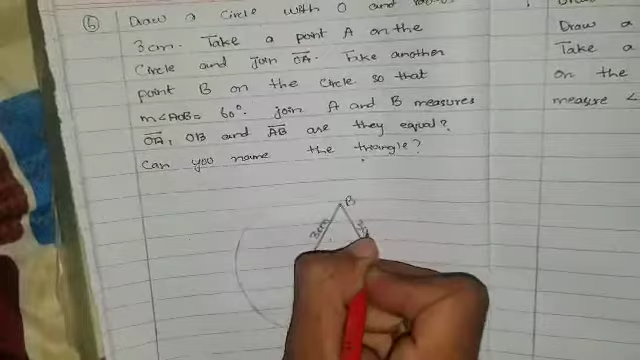 6 Draw a Circle with O and radius
3cm. Take a point A on the
Circle and join OA. Take another
point B on the Circle so that
m∠AOB= 60°. join A and B measures
OA, OB and AB are they equal?
Can you name the triangle?
B
3cm
Draw a
Take a
on the
measure ∠